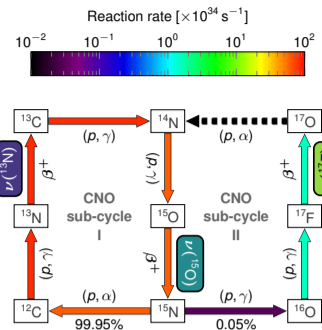 Reaction rate [×10³⁴ s⁻¹]
10⁻² 10⁻¹ 10⁰ 10¹ 10²
¹³C (p, γ) ¹⁴N (p, α) ¹⁷O
ν(¹³N) β⁺ (p, γ) β⁺
CNO CNO
sub-cycle sub-cycle
I II
¹³N ¹⁵O ¹⁷F
(p, γ) β⁺ ν(¹⁵O) (p, γ)
¹²C (p, α) ¹⁵N (p, γ) ¹⁶O
99.95% 0.05%